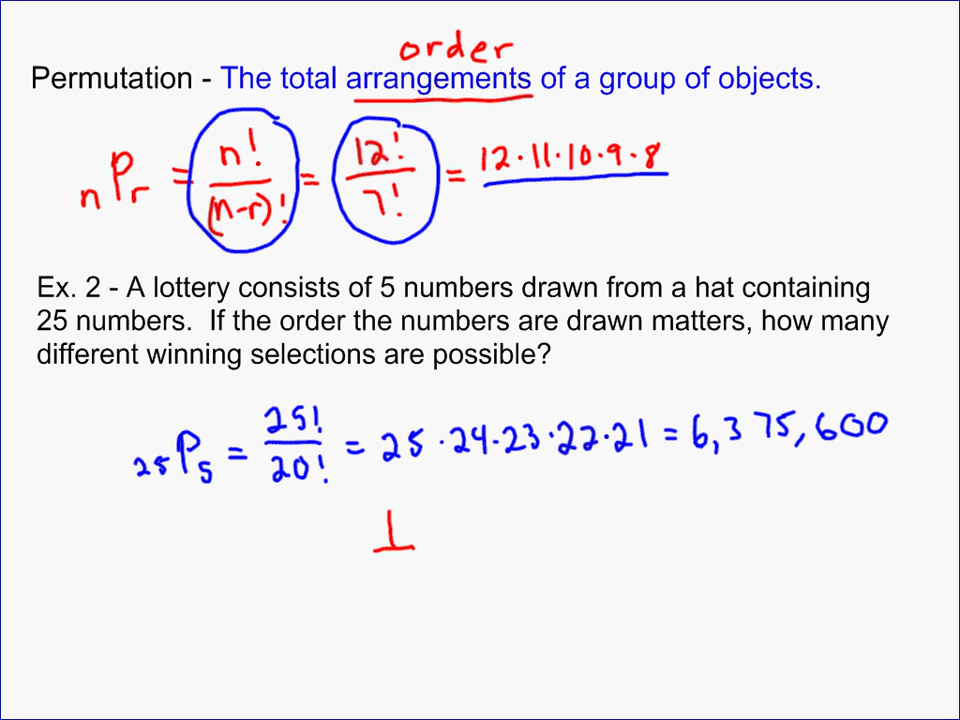 order
Permutation - The total arrangements of a group of objects.
nPr = n!/(n-r)! = 12!/7! = 12·11·10·9·8
Ex. 2 - A lottery consists of 5 numbers drawn from a hat containing
25 numbers. If the order the numbers are drawn matters, how many
different winning selections are possible?
25P5 = 25!/20! = 25·24·23·22·21 = 6,375,600
1